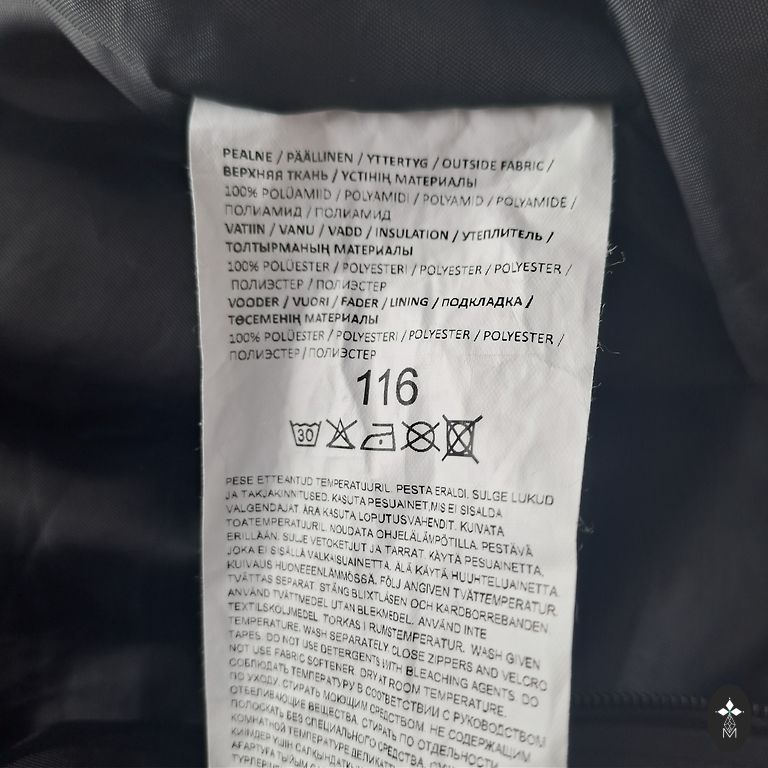 PEALNE / PÄÄLLINEN / YTTERTYG / OUTSIDE FABRIC /
ВЕРХНЯЯ ТКАНЬ / ҮСТІНІҢ МАТЕРИАЛЫ
100% POLÜAMIID / POLYAMIDI / POLYAMID / POLYAMIDE /
ПОЛИАМИД / ПОЛИАМИД
VATIIN / VANU / VADD / INSULATION / УТЕПЛИТЕЛЬ /
ТОЛТЫРМАНЫҢ МАТЕРИАЛЫ
100% POLÜESTER / POLYESTERI / POLYESTER / POLYESTER /
ПОЛИЭСТЕР / ПОЛИЭСТЕР
VOODER / VUORI / FADER / LINING / ПОДКЛАДКА /
ТӨСЕМЕНІҢ МАТЕРИАЛЫ
100% POLÜESTER / POLYESTERI / POLYESTER / POLYESTER /
ПОЛИЭСТЕР / ПОЛИЭСТЕР
116
30
PESE ETTEANTUD TEMPERATUURIL. PESTA ERALDI. SULGE LUKUD
JA TAKJAKINNITUSED. KASUTA PESUAINET, MIS EI SISALDA
VALGENDAJAT. ÄRA KASUTA LOPUTUSVAHENDIT. KUIVATA
TOATEMPERATUURIL. NOUDATA OHJELÄLÄMPÖTILLA. PESTÄVÄ
ERILLÄÄN. SULJE VETOKETJUT JA TARRAT. KÄYTÄ PESUAINETTA,
JOKA EI SISÄLLÄ VALKAISUAINETTA. ÄLÄ KÄYTÄ HUUHTELUAINETTA.
KUIVAUS HUONEENLÄMMÖSSÄ. FÖLJ ANGIVEN TVÄTTEMPERATUR.
TVÄTTAS SEPARAT. STÄNG BLIXTLÅSEN OCH KARDBORREBANDEN.
ANVÄND TVÄTTMEDEL UTAN BLEKMEDEL. ANVÄND INTE
TEXTILSKÖLJMEDEL. TORKAS I RUMSTEMPERATUR. WASH GIVEN
TEMPERATURE. WASH SEPARATELY. CLOSE ZIPPERS AND VELCRO
TAPES. DO NOT USE DETERGENTS WITH BLEACHING AGENTS. DO
NOT USE FABRIC SOFTENER. DRY AT ROOM TEMPERATURE.
СОБЛЮДАТЬ ТЕМПЕРАТУРУ В СООТВЕТСТВИИ С РУКОВОДСТВОМ
ПО УХОДУ. СТИРАТЬ МОЮЩИМ СРЕДСТВОМ, НЕ СОДЕРЖАЩИМ
ОТБЕЛИВАЮЩИЕ ВЕЩЕСТВА. СТИРАТЬ ПО ОТДЕЛЬНОСТИ.
ПОЛОСКАТЬ БЕЗ СПЕЦИАЛЬНОГО СРЕДСТВА.
КОМНАТНОЙ ТЕМПЕРАТУРЕ
M